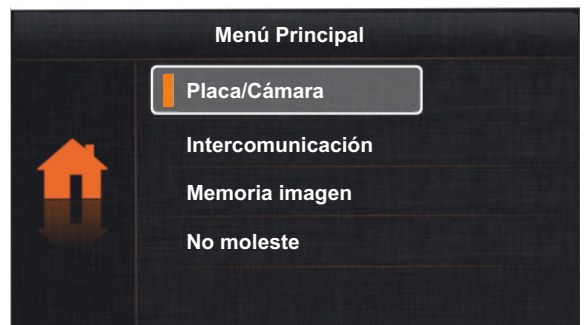 Menú Principal
Placa/Cámara
Intercomunicación
Memoria imagen
No moleste